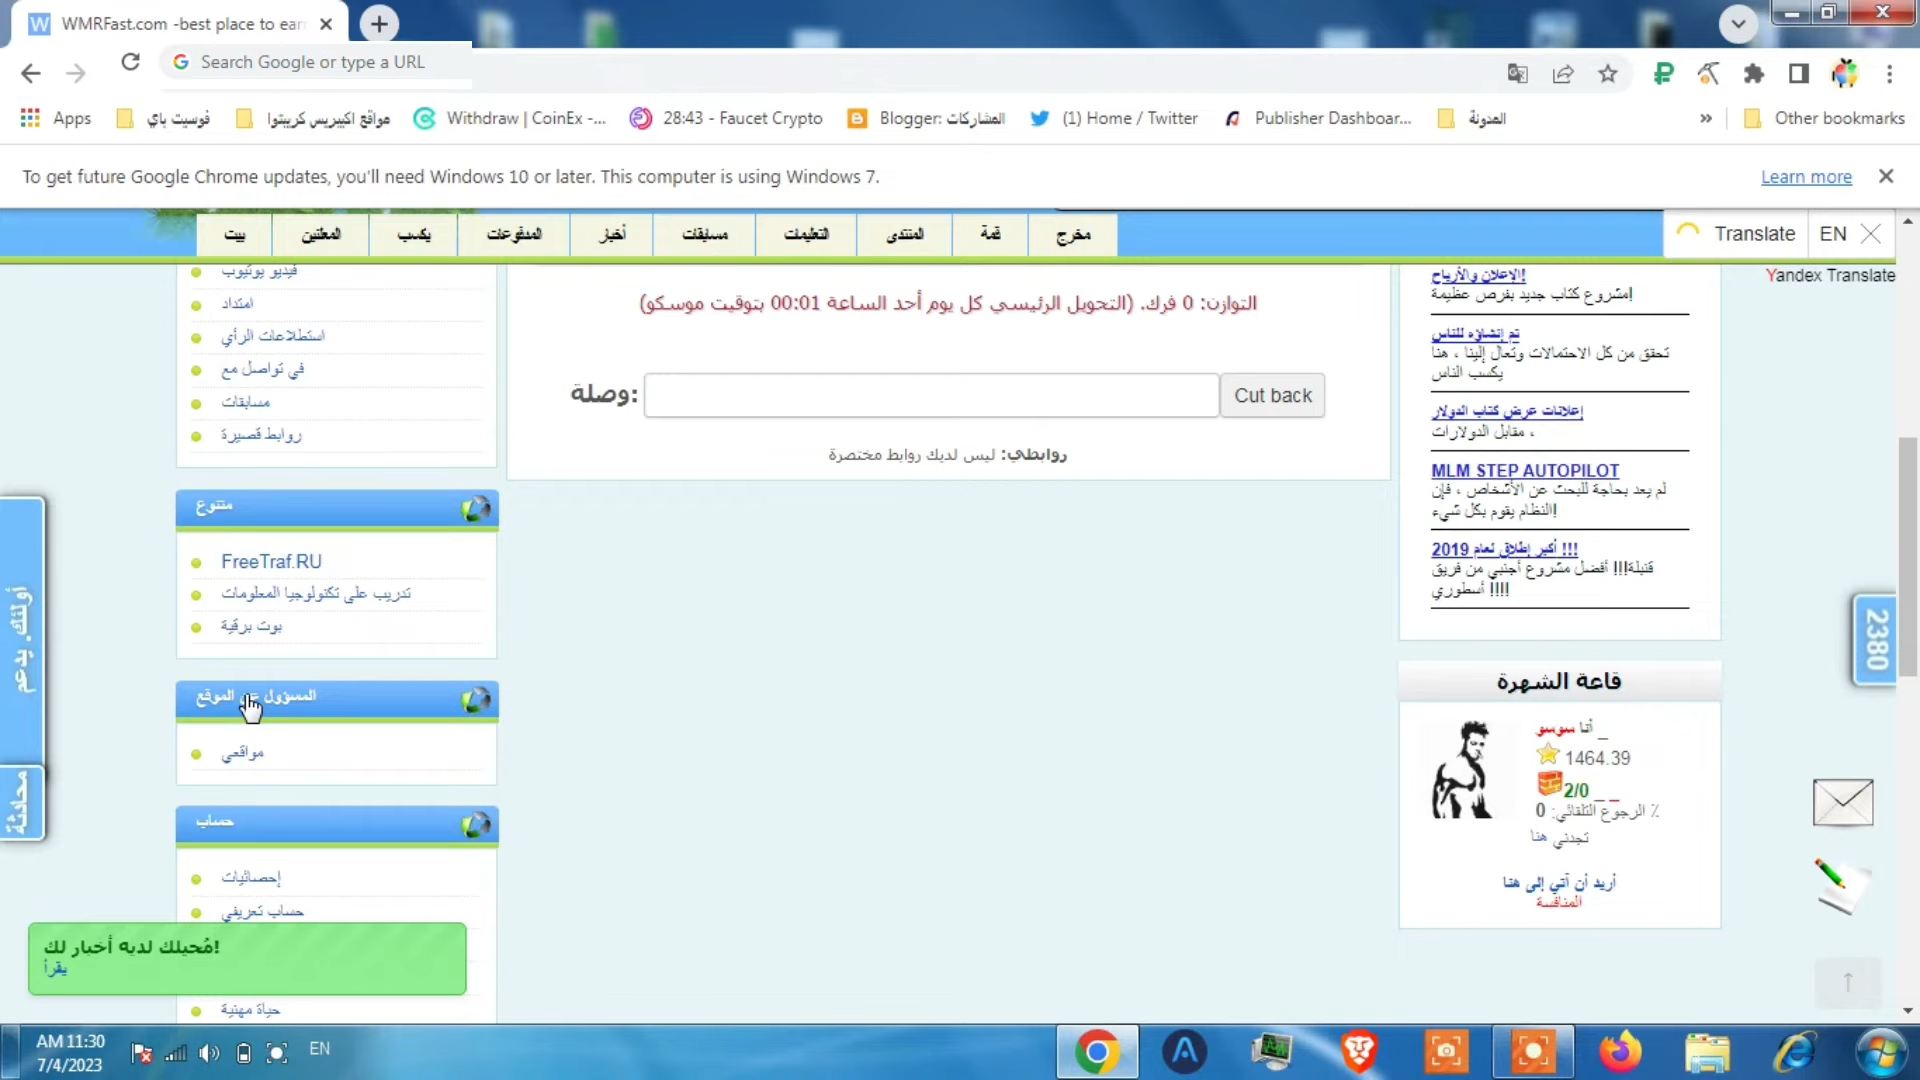 WMRFast.com -best place to ear
Search Google or type a URL
Apps
فوسيت باي
مواقع اكبيريس كريبتوا
Withdraw | CoinEx -...
28:43 - Faucet Crypto
Blogger: المشاركات
(1) Home / Twitter
Publisher Dashboar...
المدونة
»
Other bookmarks
To get future Google Chrome updates, you'll need Windows 10 or later. This computer is using Windows 7.
Learn more
بيت
المعلنين
يكسب
المدفوعات
أخبار
مسابقات
التعليمات
المنتدى
قمة
مخرج
Translate
EN
Yandex Translate
فيديو يوتيوب
امتداد
استطلاعات الرأي
في تواصل مع
مسابقات
روابط قصيرة
متنوع
FreeTraf.RU
تدريب على تكنولوجيا المعلومات
بوت برقية
المسؤول عن الموقع
مواقعي
حساب
إحصائيات
حساب تعريفي
حياة مهنية
التوازن: 0 فرك. (التحويل الرئيسي كل يوم أحد الساعة 00:01 بتوقيت موسكو)
وصلة:
Cut back
روابطي: ليس لديك روابط مختصرة
الإعلان والأرباح!
مشروع كتاب جديد بفرص عظيمة!
تم إنشاؤه للناس
تحقق من كل الاحتمالات وتعال إلينا ، هنا
يكسب الناس
إعلانات عرض كتاب الدولار
، مقابل الدولارات
MLM STEP AUTOPILOT
لم يعد بحاجة للبحث عن الأشخاص ، فإن
النظام يقوم بكل شيء!
!!! أكبر إطلاق لعام 2019
قنبلة!!! أفضل مشروع أجنبي من فريق
أسطوري !!!!
قاعة الشهرة
_ أنا سوسو
1464.39
2/0 _ _
٪ الرجوع التلقائي: 0
تجدني هنا
أريد أن آتي إلى هنا
المنافسة
أولئك. يدعم
محادثة
2380
مُحيلك لديه أخبار لك!
يقرأ
AM 11:30
7/4/2023
EN